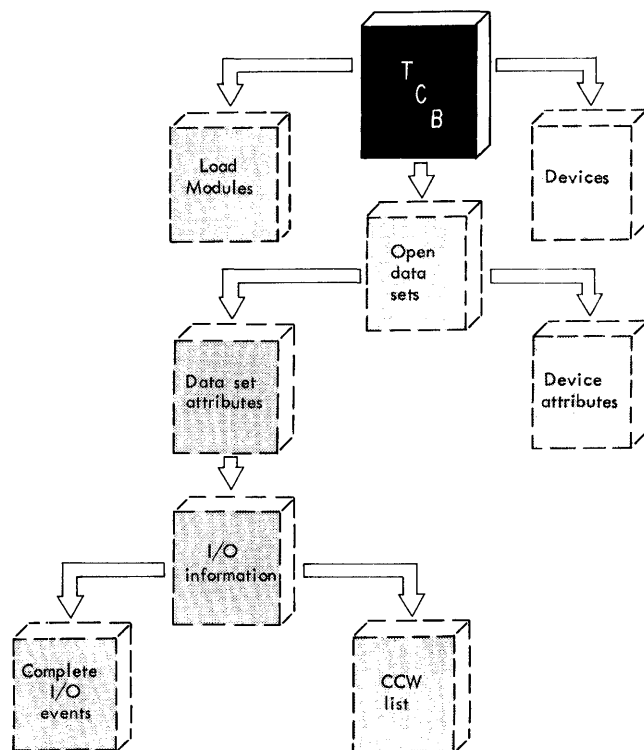 T
C
B
Load
Modules
Devices
Open
data
sets
Data set
attributes
Device
attributes
I/O
information
Complete
I/O
events
CCW
list